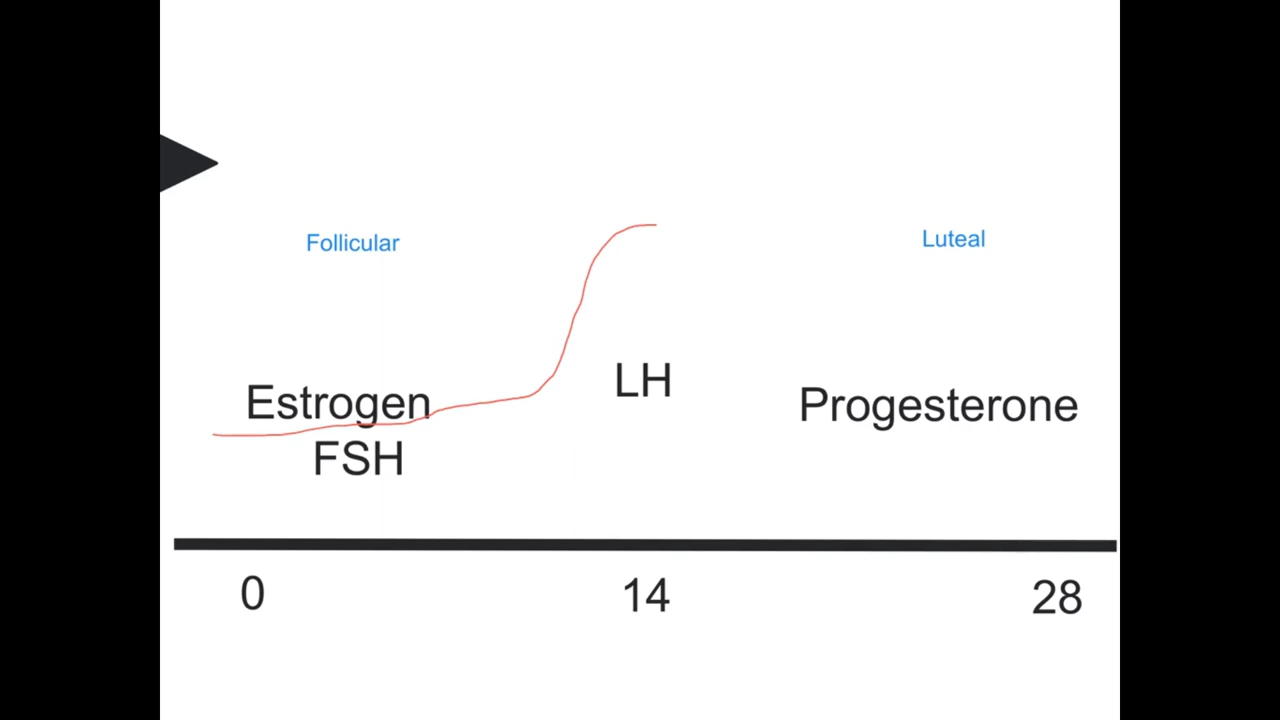 Follicular
Luteal
Estrogen
FSH
LH
Progesterone
0
14
28